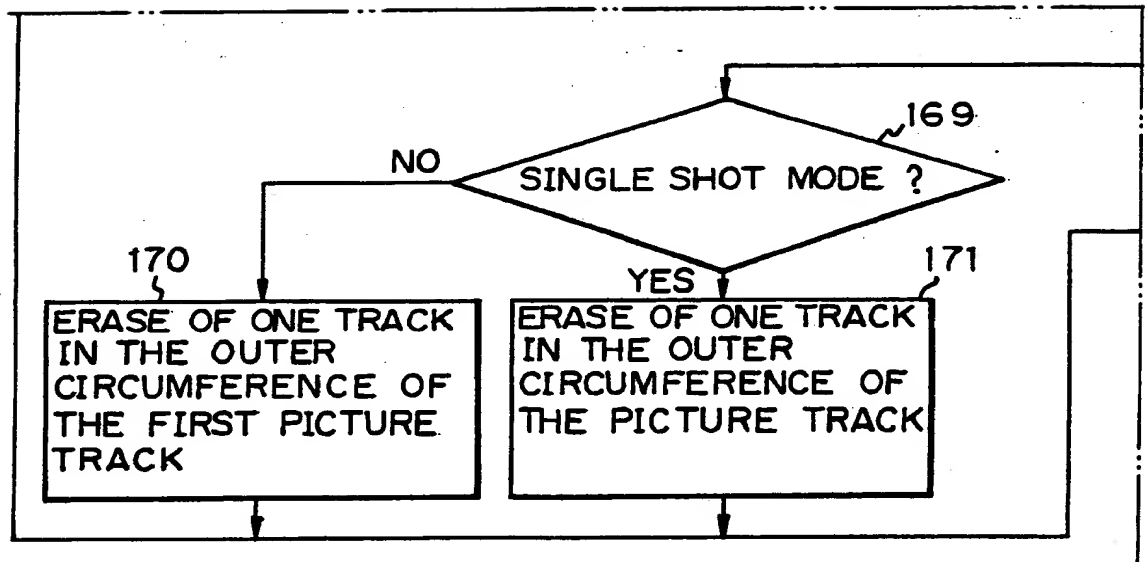 169
NO
SINGLE SHOT MODE ?
170
YES
171
ERASE OF ONE TRACK
IN THE OUTER
CIRCUMFERENCE OF
THE FIRST PICTURE
TRACK
ERASE OF ONE TRACK
IN THE OUTER
CIRCUMFERENCE OF
THE PICTURE TRACK